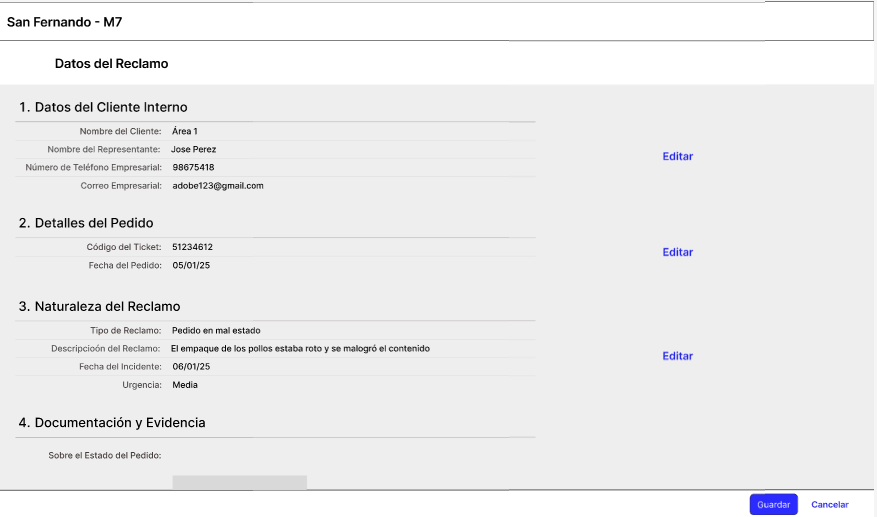 San Fernando - M7
Datos del Reclamo
1. Datos del Cliente Interno
Nombre del Cliente: Área 1
Nombre del Representante: Jose Perez
Número de Teléfono Empresarial: 98675418
Correo Empresarial: adobe123@gmail.com
Editar
2. Detalles del Pedido
Código del Ticket: 51234612
Fecha del Pedido: 05/01/25
Editar
3. Naturaleza del Reclamo
Tipo de Reclamo: Pedido en mal estado
Descripcioón del Reclamo: El empaque de los pollos estaba roto y se malogró el contenido
Fecha del Incidente: 06/01/25
Urgencia: Media
Editar
4. Documentación y Evidencia
Sobre el Estado del Pedido:
Guardar Cancelar